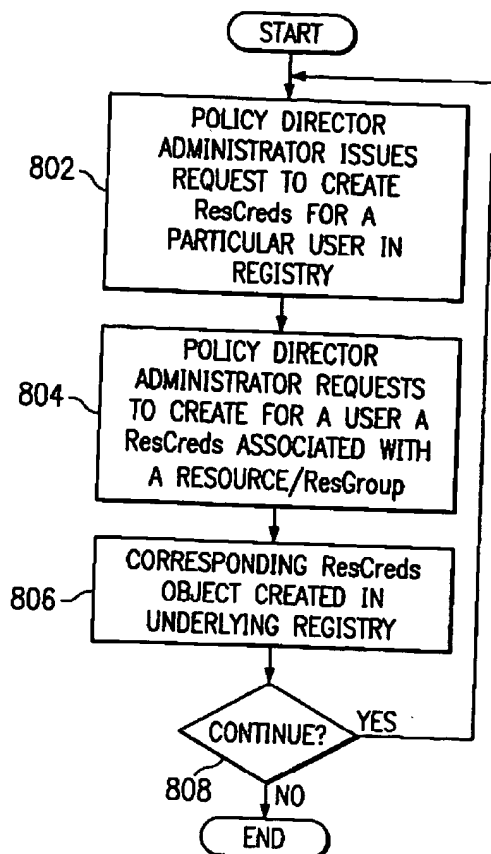 START
802
POLICY DIRECTOR
ADMINISTRATOR ISSUES
REQUEST TO CREATE
ResCreds FOR A
PARTICULAR USER IN
REGISTRY
804
POLICY DIRECTOR
ADMINISTRATOR REQUESTS
TO CREATE FOR A USER A
ResCreds ASSOCIATED WITH
A RESOURCE/ResGroup
806
CORRESPONDING ResCreds
OBJECT CREATED IN
UNDERLYING REGISTRY
CONTINUE?
YES
808
NO
END